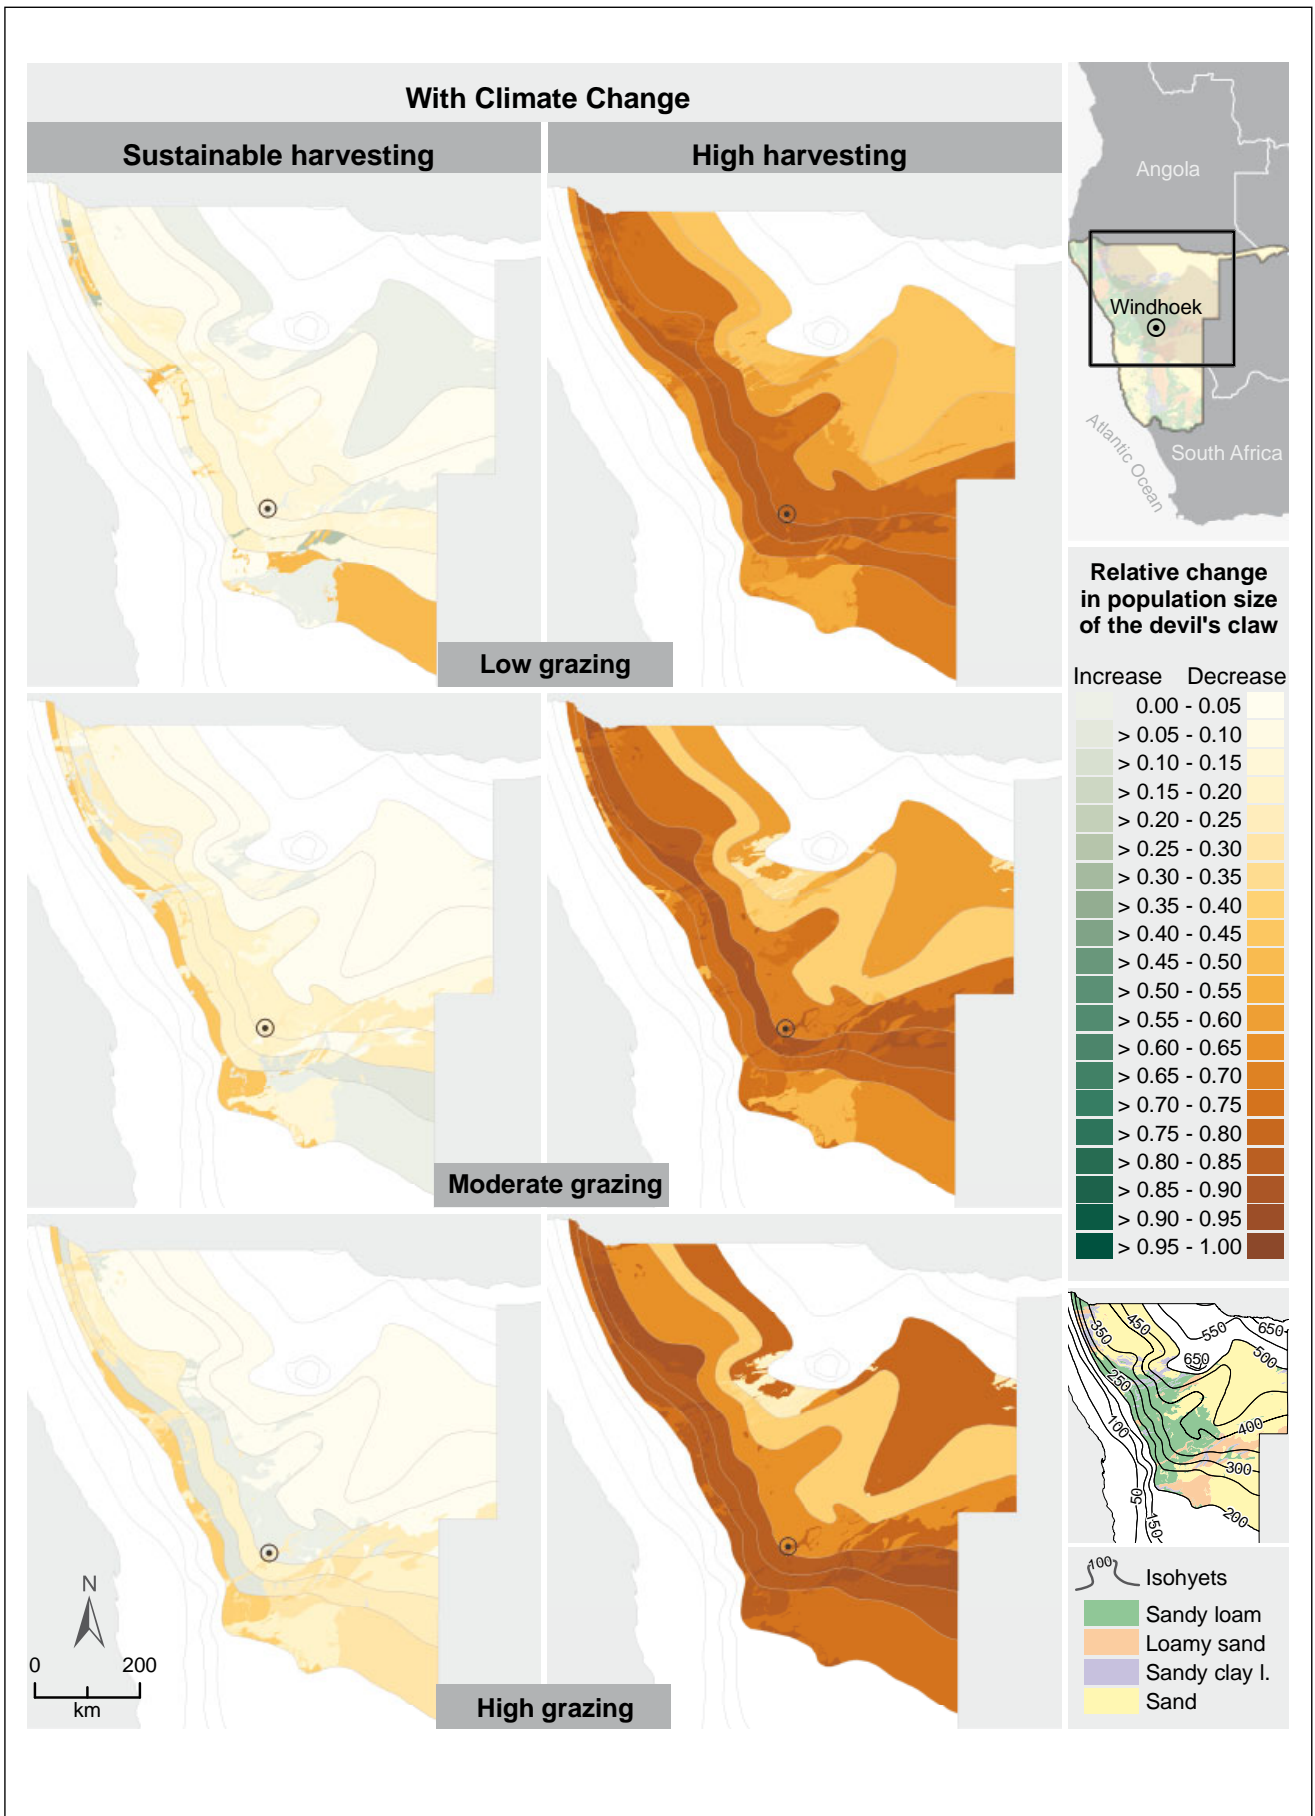 With Climate Change
Sustainable harvesting
High harvesting
Low grazing
Moderate grazing
High grazing
N
0 200
km
Angola
Windhoek
Atlantic Ocean
South Africa
Relative change
in population size
of the devil's claw
Increase Decrease
0.00 - 0.05
> 0.05 - 0.10
> 0.10 - 0.15
> 0.15 - 0.20
> 0.20 - 0.25
> 0.25 - 0.30
> 0.30 - 0.35
> 0.35 - 0.40
> 0.40 - 0.45
> 0.45 - 0.50
> 0.50 - 0.55
> 0.55 - 0.60
> 0.60 - 0.65
> 0.65 - 0.70
> 0.70 - 0.75
> 0.75 - 0.80
> 0.80 - 0.85
> 0.85 - 0.90
> 0.90 - 0.95
> 0.95 - 1.00
350
450
550
650
650
500
250
100
400
300
50
150
200
100
Isohyets
Sandy loam
Loamy sand
Sandy clay l.
Sand